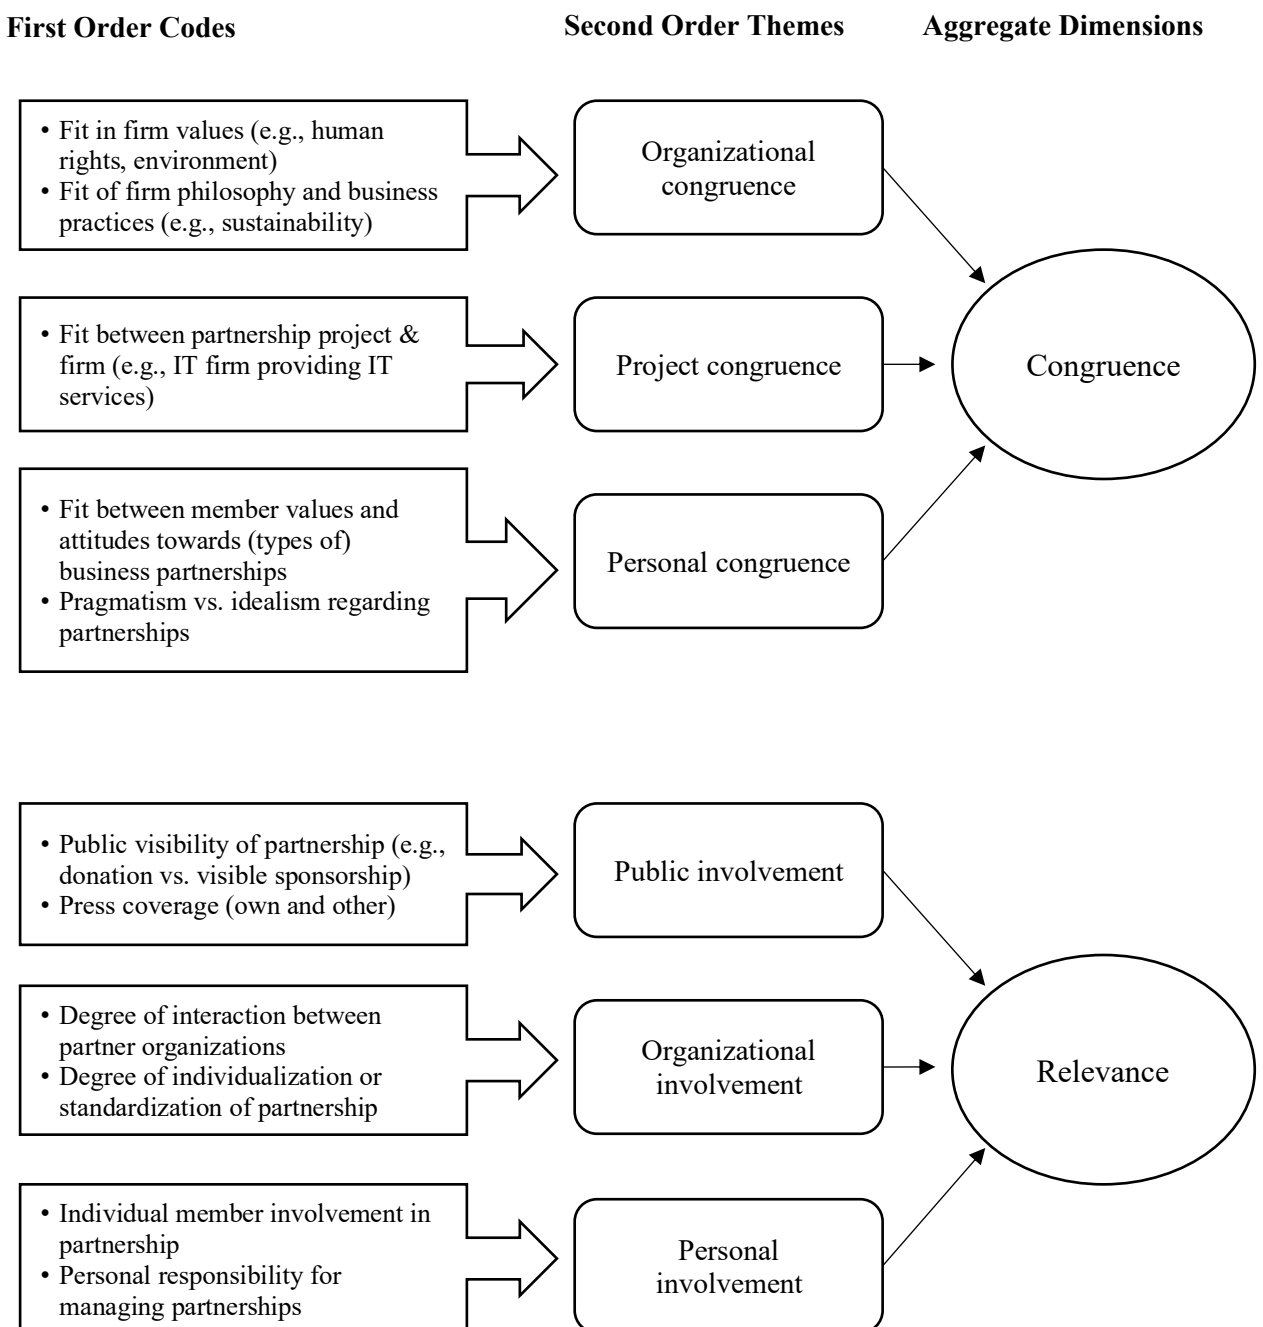 First Order Codes
Second Order Themes
Aggregate Dimensions
• Fit in firm values (e.g., human
rights, environment)
• Fit of firm philosophy and business
practices (e.g., sustainability)
Organizational
congruence
• Fit between partnership project &
firm (e.g., IT firm providing IT
services)
Project congruence
Congruence
• Fit between member values and
attitudes towards (types of)
business partnerships
• Pragmatism vs. idealism regarding
partnerships
Personal congruence
• Public visibility of partnership (e.g.,
donation vs. visible sponsorship)
• Press coverage (own and other)
Public involvement
• Degree of interaction between
partner organizations
• Degree of individualization or
standardization of partnership
Organizational
involvement
Relevance
• Individual member involvement in
partnership
• Personal responsibility for
managing partnerships
Personal
involvement